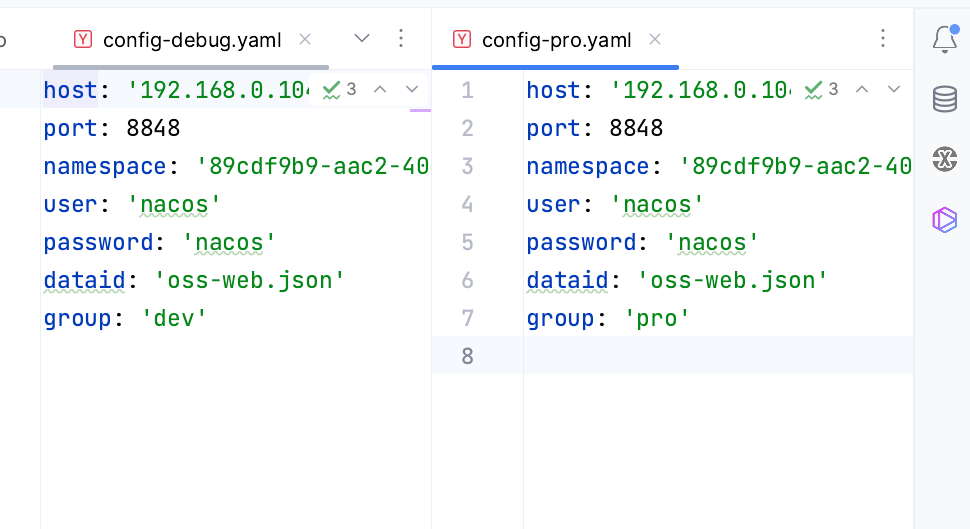 config-debug.yaml
host: '192.168.0.104 3
port: 8848
namespace: '89cdf9b9-aac2-40
user: 'nacos'
password: 'nacos'
dataid: 'oss-web.json'
group: 'dev'
config-pro.yaml
1 host: '192.168.0.104 3
2 port: 8848
3 namespace: '89cdf9b9-aac2-40
4 user: 'nacos'
5 password: 'nacos'
6 dataid: 'oss-web.json'
7 group: 'pro'
8